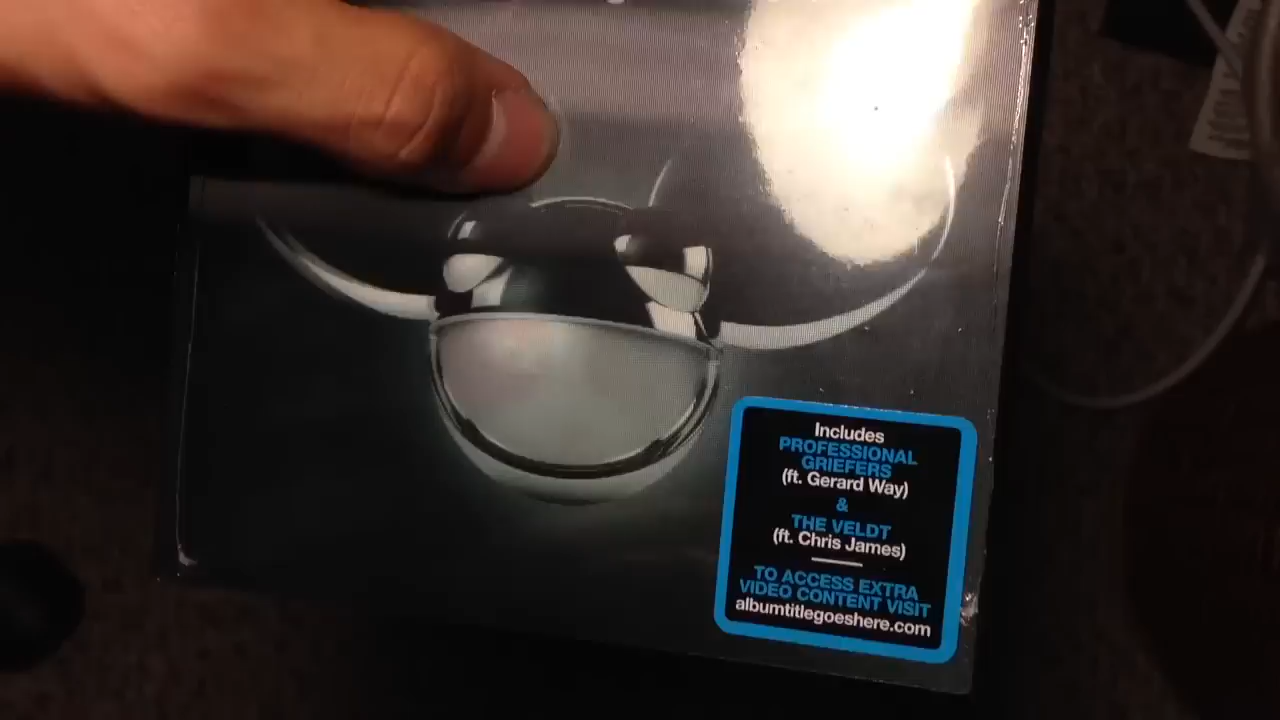 Includes
PROFESSIONAL
GRIEFERS
(ft. Gerard Way)
&
THE VELDT
(ft. Chris James)
TO ACCESS EXTRA
VIDEO CONTENT VISIT
albumtitlegoeshere.com